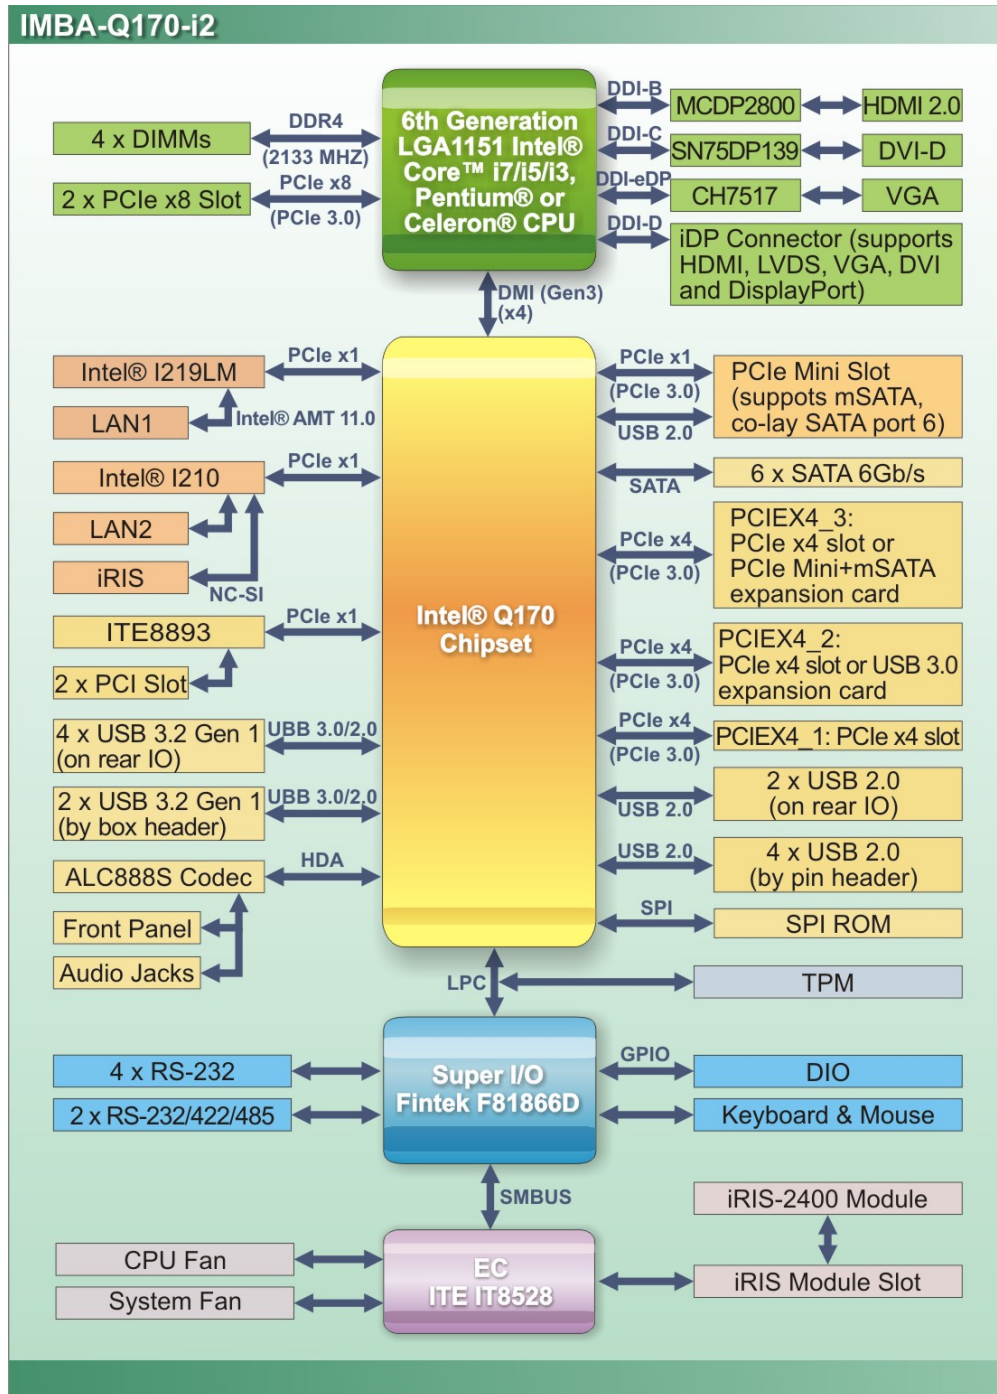 IMBA-Q170-i2
4 x DIMMs
DDR4
(2133 MHZ)
2 x PCIe x8 Slot
PCIe x8
(PCIe 3.0)
6th Generation
LGA1151 Intel®
Core™ i7/i5/i3,
Pentium® or
Celeron® CPU
DDI-B
MCDP2800
HDMI 2.0
DDI-C
SN75DP139
DVI-D
DDI-eDP
CH7517
VGA
DDI-D
iDP Connector (supports
HDMI, LVDS, VGA, DVI
and DisplayPort)
DMI (Gen3)
(x4)
Intel® I219LM
PCIe x1
LAN1
Intel® AMT 11.0
Intel® I210
PCIe x1
LAN2
iRIS
NC-SI
ITE8893
PCIe x1
2 x PCI Slot
4 x USB 3.2 Gen 1
(on rear IO)
UBB 3.0/2.0
2 x USB 3.2 Gen 1
(by box header)
UBB 3.0/2.0
ALC888S Codec
HDA
Front Panel
Audio Jacks
Intel® Q170
Chipset
PCIe x1
(PCIe 3.0)
USB 2.0
PCIe Mini Slot
(suppots mSATA,
co-lay SATA port 6)
SATA
6 x SATA 6Gb/s
PCIe x4
(PCIe 3.0)
PCIEX4_3:
PCIe x4 slot or
PCIe Mini+mSATA
expansion card
PCIe x4
(PCIe 3.0)
PCIEX4_2:
PCIe x4 slot or USB 3.0
expansion card
PCIe x4
(PCIe 3.0)
PCIEX4_1: PCIe x4 slot
USB 2.0
2 x USB 2.0
(on rear IO)
USB 2.0
4 x USB 2.0
(by pin header)
SPI
SPI ROM
LPC
TPM
4 x RS-232
2 x RS-232/422/485
Super I/O
Fintek F81866D
GPIO
DIO
Keyboard & Mouse
SMBUS
CPU Fan
System Fan
EC
ITE IT8528
iRIS-2400 Module
iRIS Module Slot